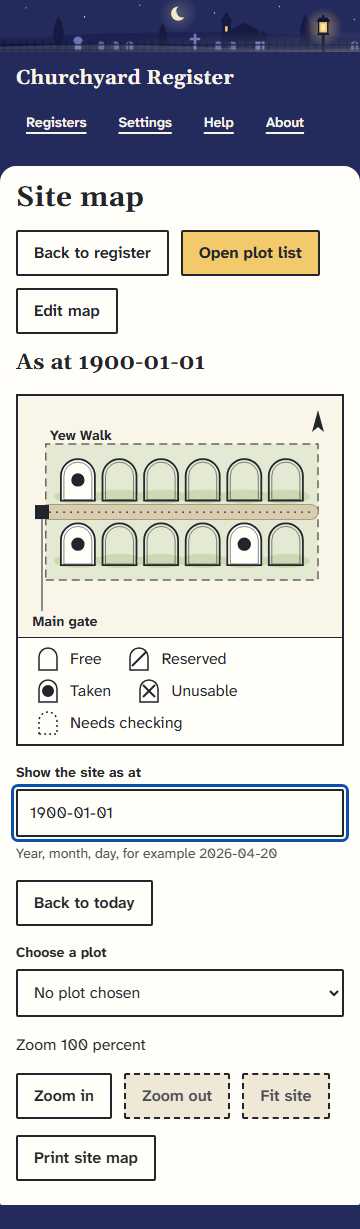 Churchyard Register
Registers Settings Help About
Site map
Back to register Open plot list
Edit map
As at 1900-01-01
Yew Walk
Main gate
Free Reserved
Taken Unusable
Needs checking
Show the site as at
1900-01-01
Year, month, day, for example 2026-04-20
Back to today
Choose a plot
No plot chosen
Zoom 100 percent
Zoom in Zoom out Fit site
Print site map